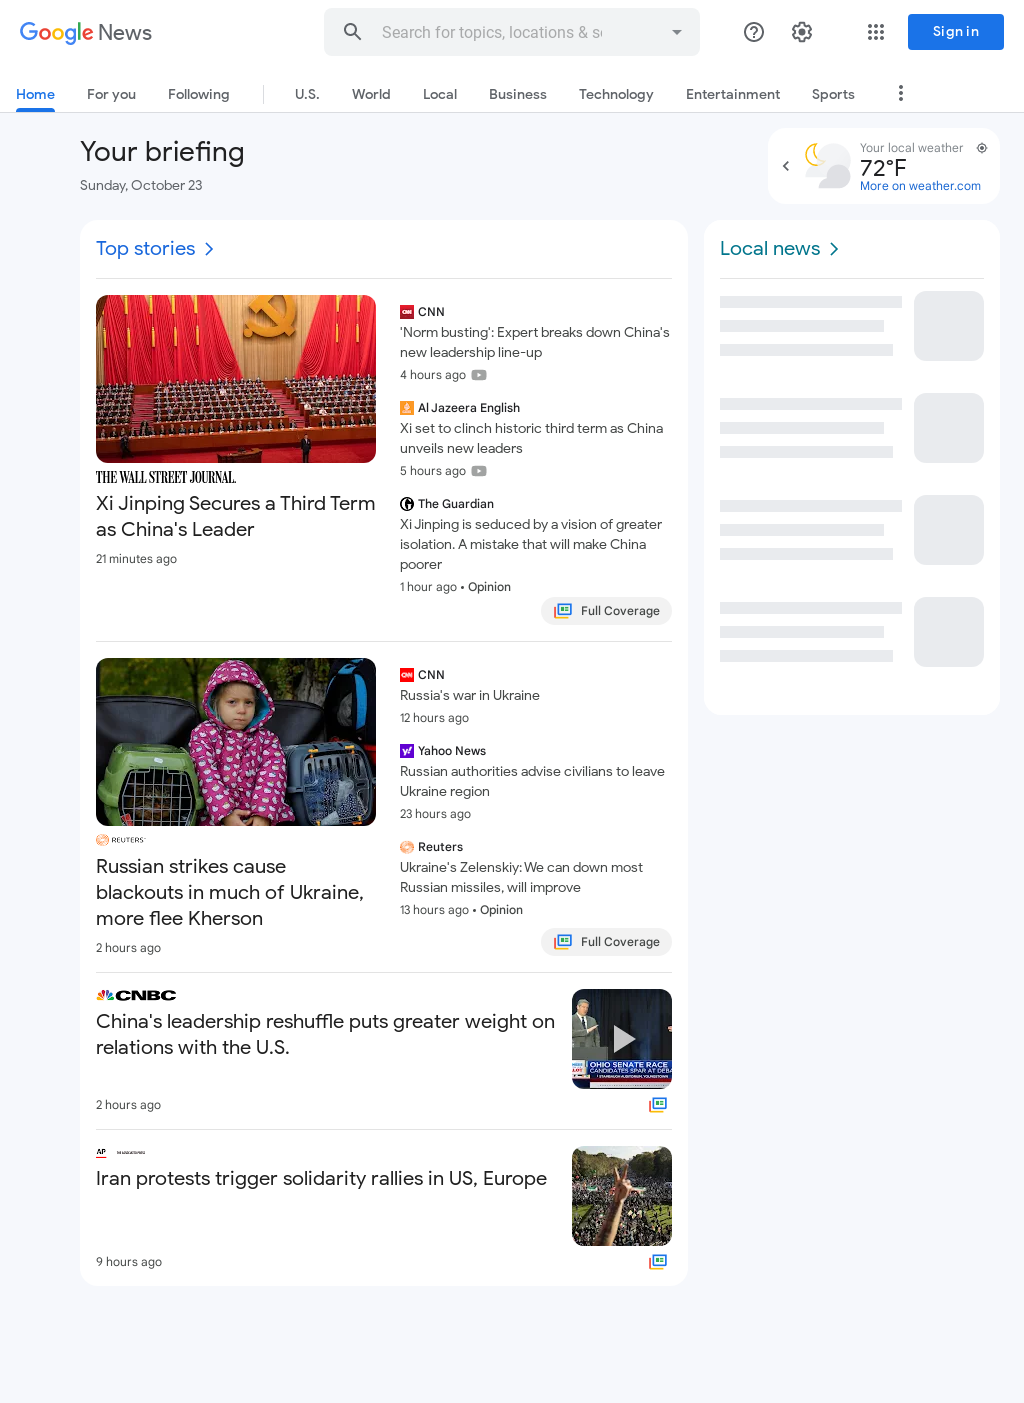 Google News
Search for topics, locations & so
Sign in
Home
For you
Following
U.S.
World
Local
Business
Technology
Entertainment
Sports
Your briefing
Sunday, October 23
Your local weather
72°F
More on weather.com
Top stories
THE WALL STREET JOURNAL.
Xi Jinping Secures a Third Term
as China's Leader
21 minutes ago
CNN
'Norm busting': Expert breaks down China's
new leadership line-up
4 hours ago
Al Jazeera English
Xi set to clinch historic third term as China
unveils new leaders
5 hours ago
The Guardian
Xi Jinping is seduced by a vision of greater
isolation. A mistake that will make China
poorer
1 hour ago • Opinion
Full Coverage
REUTERS
Russian strikes cause
blackouts in much of Ukraine,
more flee Kherson
2 hours ago
CNN
Russia's war in Ukraine
12 hours ago
Yahoo News
Russian authorities advise civilians to leave
Ukraine region
23 hours ago
Reuters
Ukraine's Zelenskiy: We can down most
Russian missiles, will improve
13 hours ago • Opinion
Full Coverage
CNBC
China's leadership reshuffle puts greater weight on
relations with the U.S.
2 hours ago
OHIO SENATE RACE
CANDIDATES SPAR AT DEBA
AP
Iran protests trigger solidarity rallies in US, Europe
9 hours ago
Local news